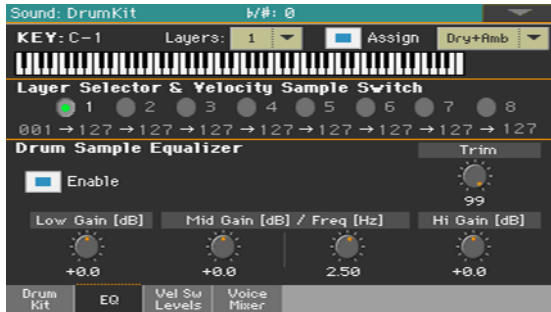 Sound: DrumKit b/#: 0
KEY: C-1 Layers: 1 Assign Dry+Amb
Layer Selector & Velocity Sample Switch
1 2 3 4 5 6 7 8
001 →127 →127 →127 →127 →127 →127 →127 → 127
Drum Sample Equalizer Trim
Enable
99
Low Gain [dB] Mid Gain [dB] / Freq [Hz] Hi Gain [dB]
+0.0 +0.0 2.50 +0.0
Drum Kit EQ Vel Sw Levels Voice Mixer